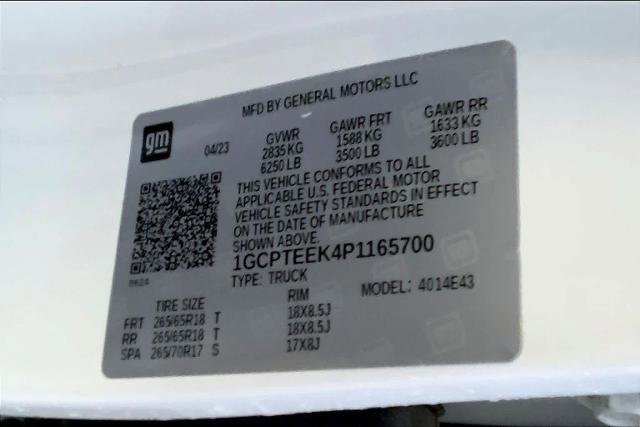 MFD BY GENERAL MOTORS LLC
gm
04/23 GVWR GAWR FRT GAWR RR
2835 KG 1588 KG 1633 KG
6250 LB 3500 LB 3600 LB
THIS VEHICLE CONFORMS TO ALL
APPLICABLE U.S. FEDERAL MOTOR
VEHICLE SAFETY STANDARDS IN EFFECT
ON THE DATE OF MANUFACTURE
SHOWN ABOVE.
1GCPTEEK4P1165700
TYPE: TRUCK
MODEL: 4014E43
TIRE SIZE RIM
FRT 265/65R18 T 18X8.5J
RR 265/65R18 T 18X8.5J
SPA 265/70R17 S 17X8J